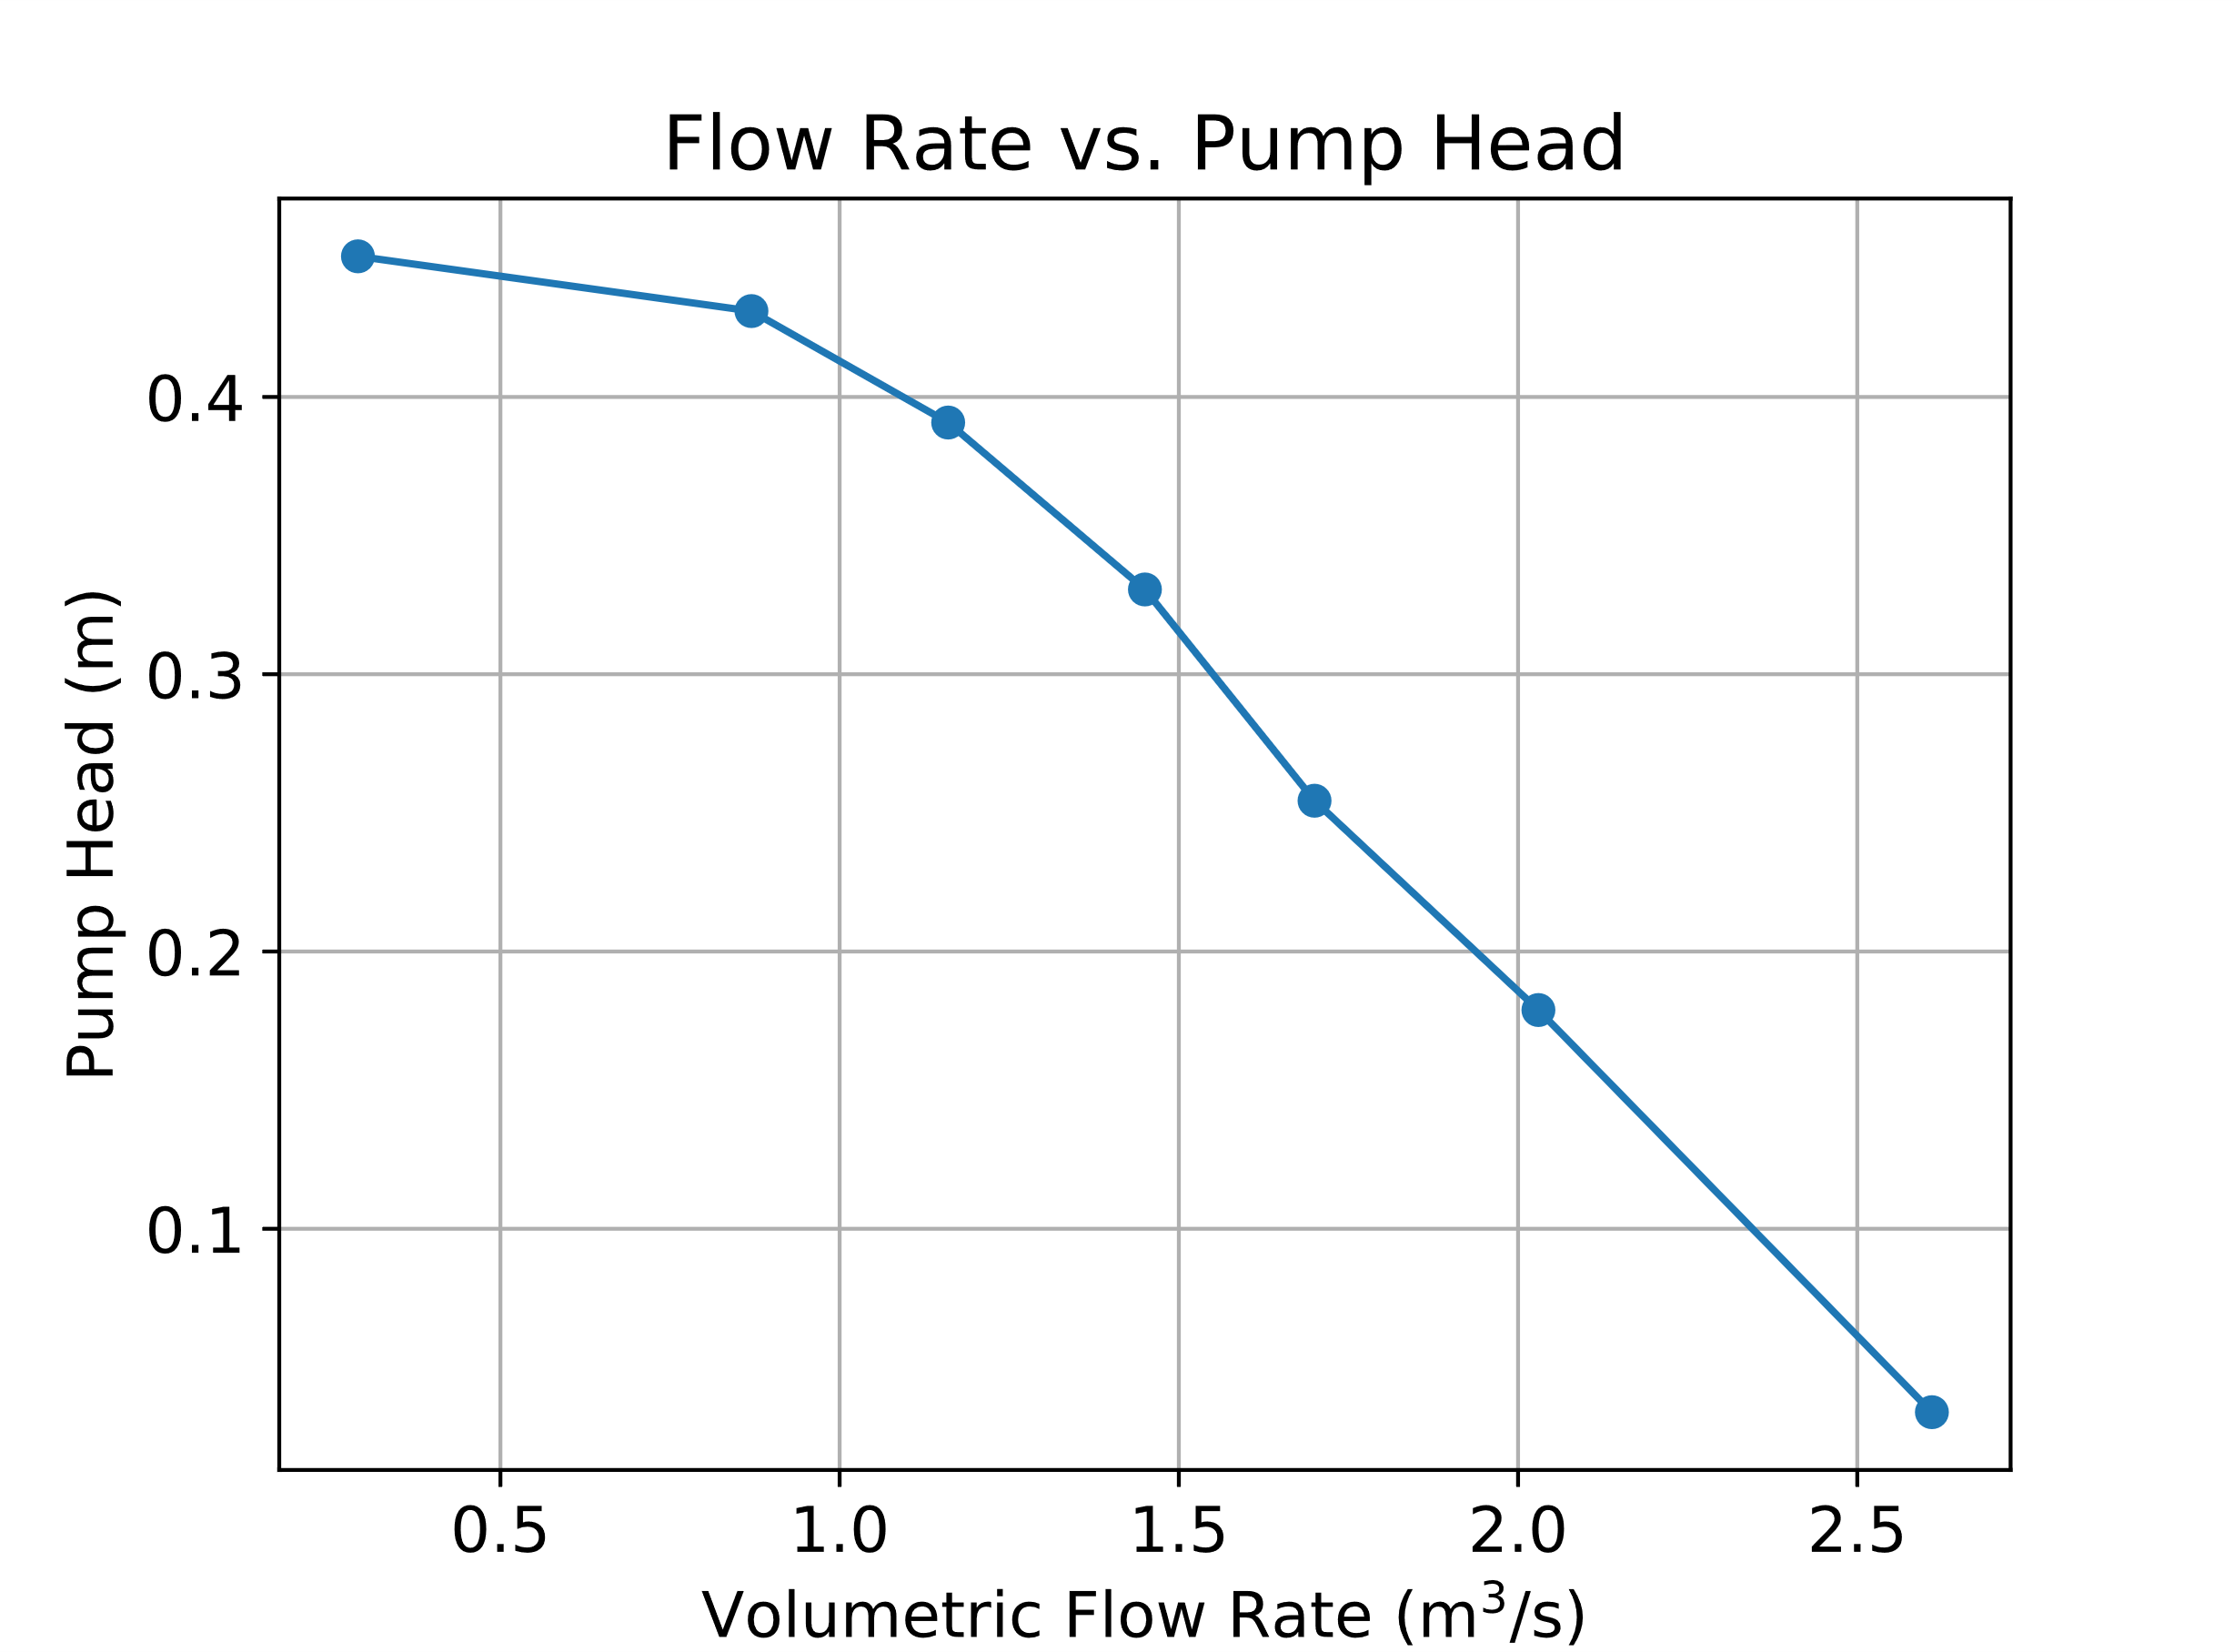 Flow Rate vs. Pump Head
Pump Head (m)
0.4
0.3
0.2
0.1
0.5 1.0 1.5 2.0 2.5
Volumetric Flow Rate (m³/s)